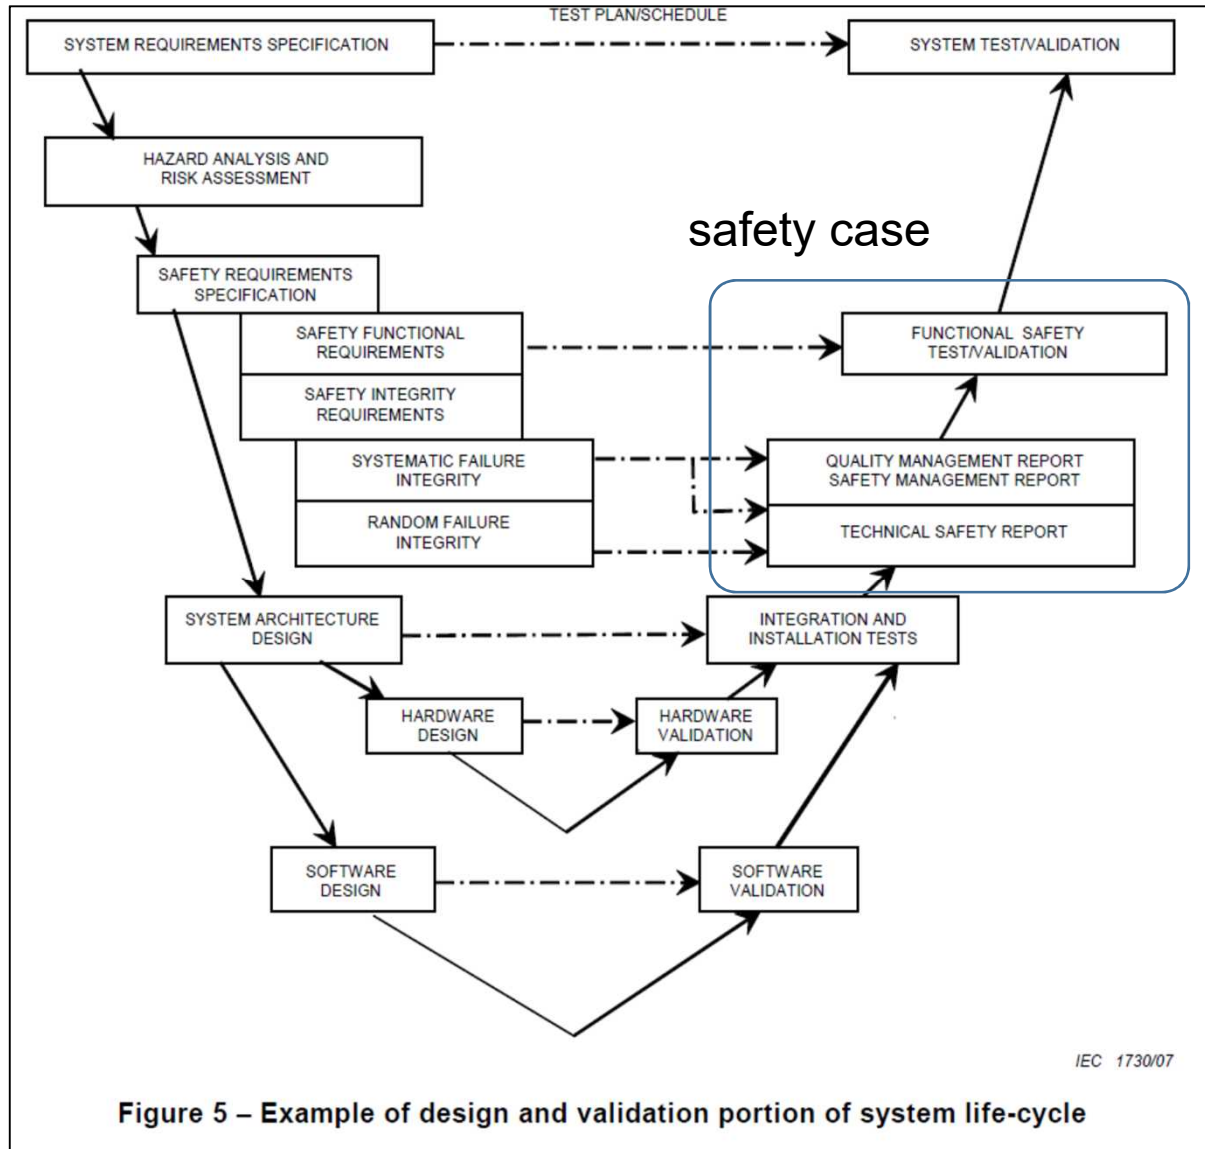 TEST PLAN/SCHEDULE
SYSTEM REQUIREMENTS SPECIFICATION
SYSTEM TEST/VALIDATION
HAZARD ANALYSIS AND
RISK ASSESSMENT
safety case
SAFETY REQUIREMENTS
SPECIFICATION
SAFETY FUNCTIONAL
REQUIREMENTS
FUNCTIONAL SAFETY
TEST/VALIDATION
SAFETY INTEGRITY
REQUIREMENTS
SYSTEMATIC FAILURE
INTEGRITY
QUALITY MANAGEMENT REPORT
SAFETY MANAGEMENT REPORT
RANDOM FAILURE
INTEGRITY
TECHNICAL SAFETY REPORT
SYSTEM ARCHITECTURE
DESIGN
INTEGRATION AND
INSTALLATION TESTS
HARDWARE
DESIGN
HARDWARE
VALIDATION
SOFTWARE
DESIGN
SOFTWARE
VALIDATION
IEC 1730/07
Figure 5 – Example of design and validation portion of system life-cycle